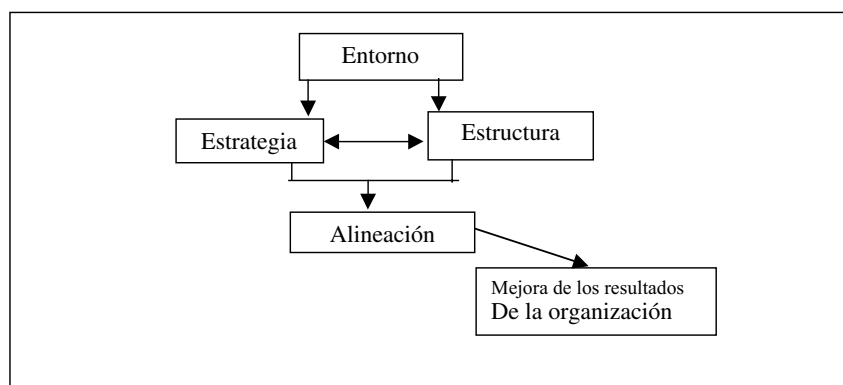 Entorno
Estrategia
Estructura
Alineación
Mejora de los resultados
De la organización